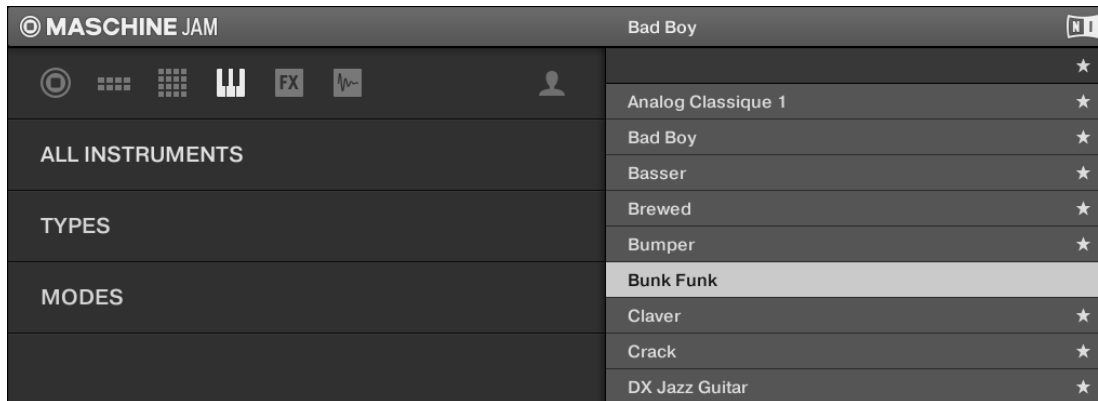 MASCHINE JAM
Bad Boy
NI
FX
ALL INSTRUMENTS
TYPES
MODES
Analog Classique 1
Bad Boy
Basser
Brewed
Bumper
Bunk Funk
Claver
Crack
DX Jazz Guitar